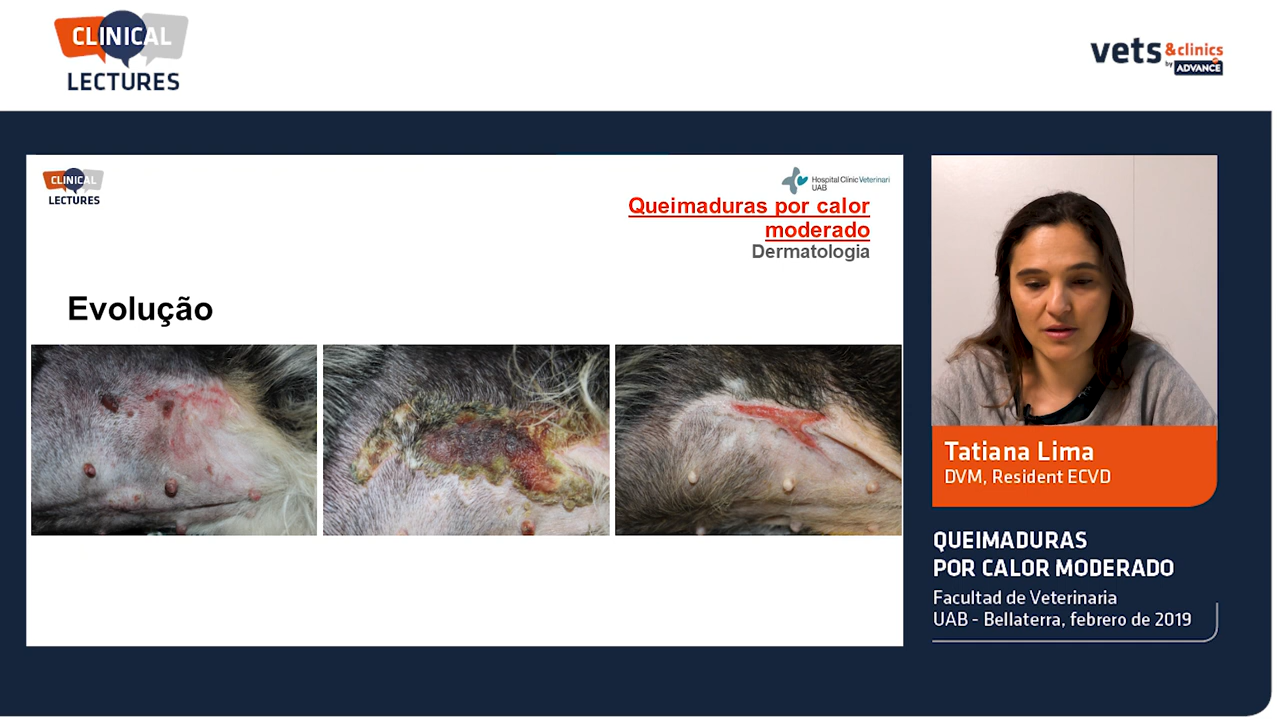 CLINICAL
LECTURES
vets &clinics
by ADVANCE
CLINICAL
LECTURES
Hospital Clínic Veterinari
UAB
Queimaduras por calor
moderado
Dermatologia
Evolução
Tatiana Lima
DVM, Resident ECVD
QUEIMADURAS
POR CALOR MODERADO
Facultad de Veterinaria
UAB - Bellaterra, febrero de 2019